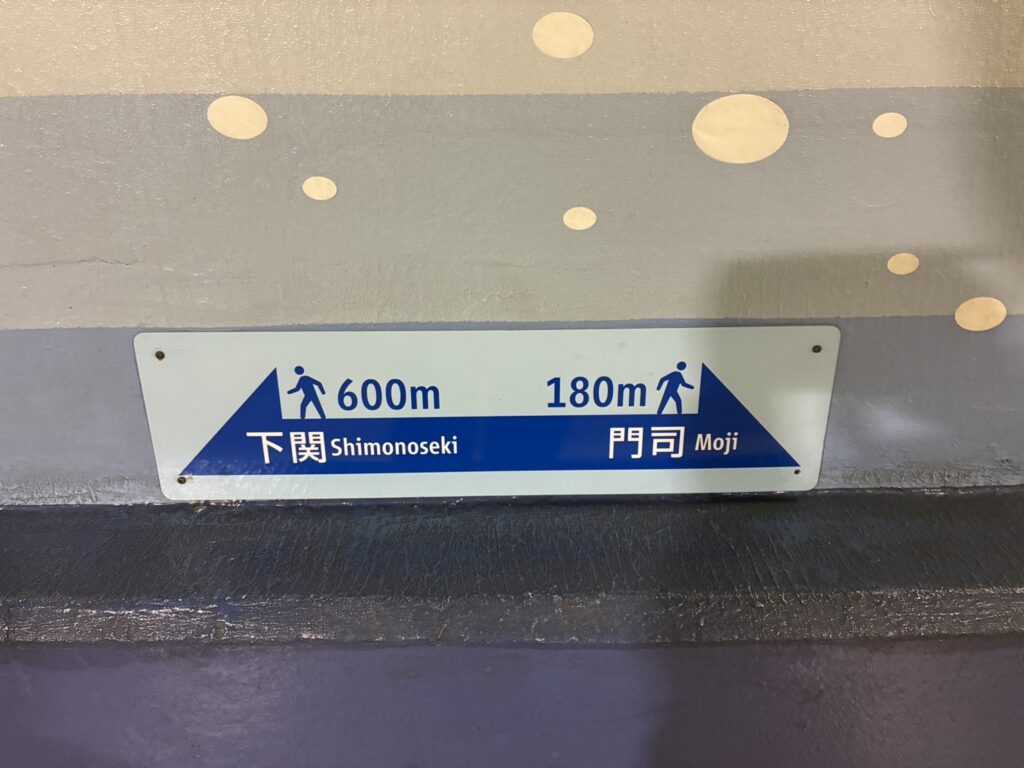 600m 180m
下関 Shimonoseki 門司 Moji